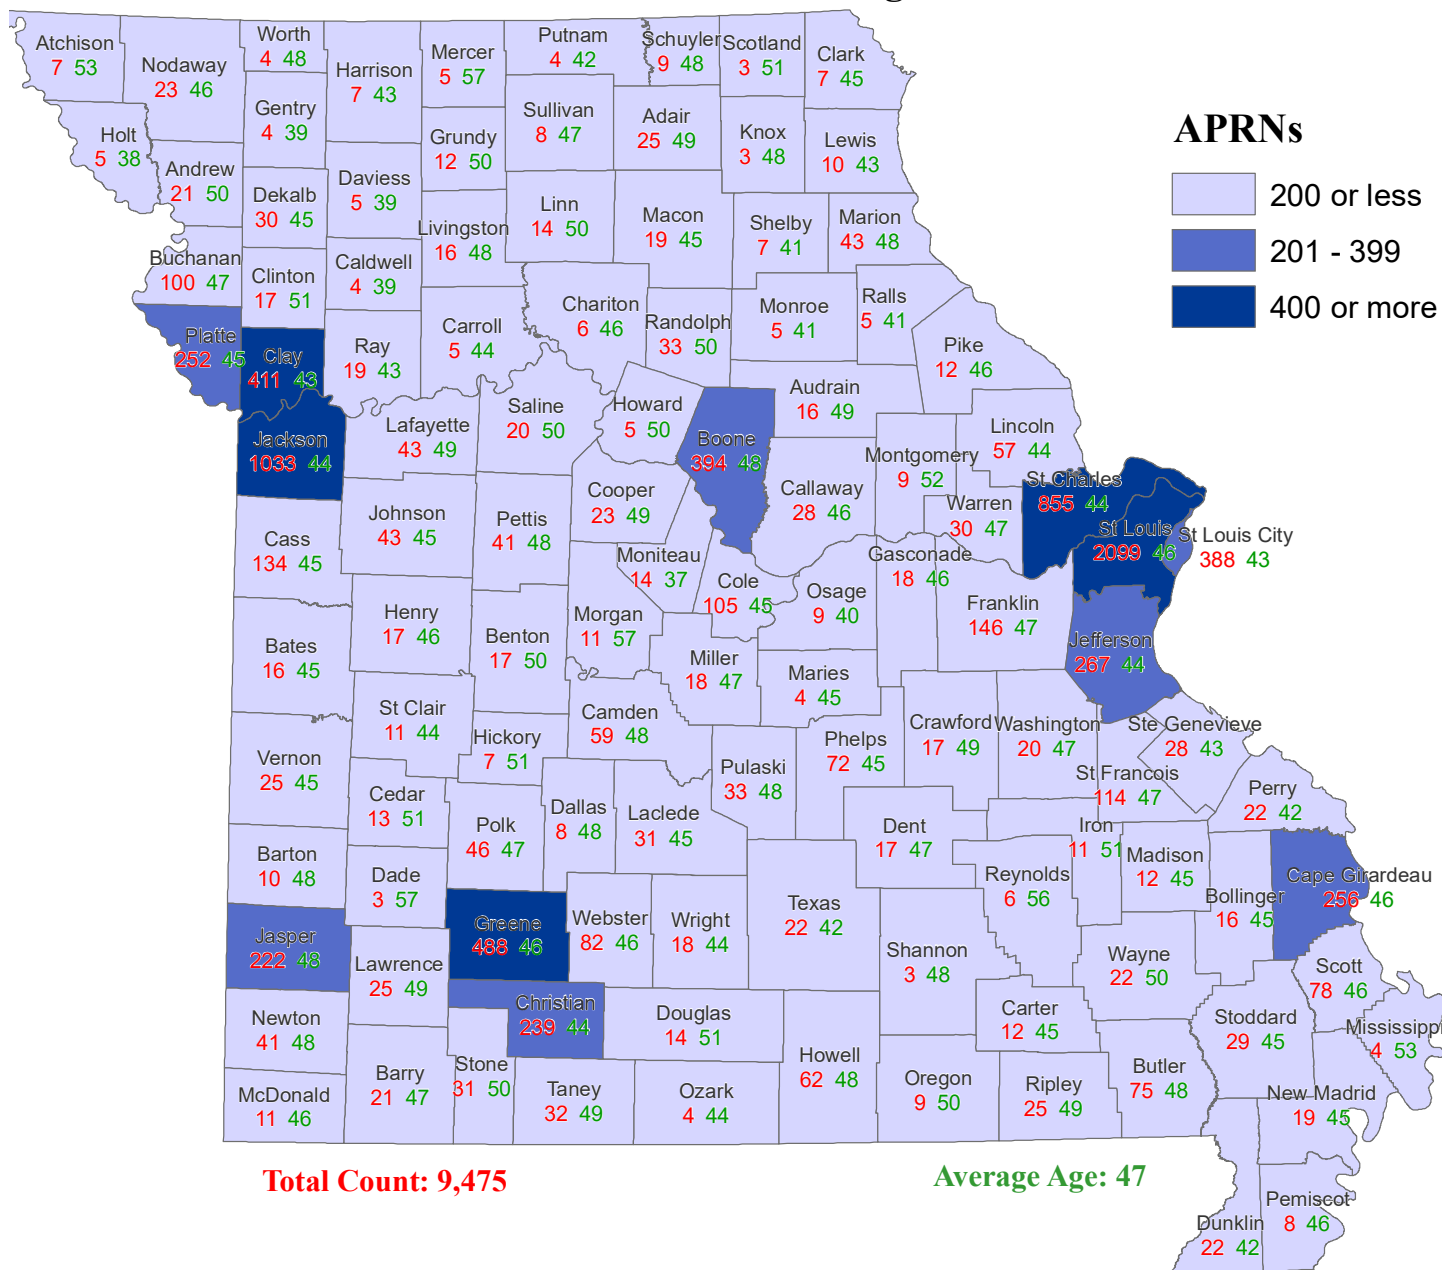 Atchison
7 53
Nodaway
23 46
Worth
4 48
Harrison
7 43
Mercer
5 57
Putnam
4 42
Schuyler
9 48
Scotland
3 51
Clark
7 45
Holt
5 38
Andrew
21 50
Gentry
4 39
Dekalb
30 45
Daviess
5 39
Grundy
12 50
Sullivan
8 47
Adair
25 49
Knox
3 48
Lewis
10 43
Buchanan
100 47
Clinton
17 51
Caldwell
4 39
Livingston
16 48
Linn
14 50
Macon
19 45
Shelby
7 41
Marion
43 48
Platte
252 45
Clay
411 43
Ray
19 43
Carroll
5 44
Chariton
6 46
Randolph
33 50
Monroe
5 41
Ralls
5 41
Pike
12 46
Jackson
1033 44
Lafayette
43 49
Saline
20 50
Howard
5 50
Boone
394 48
Audrain
16 49
Callaway
28 46
Montgomery
9 52
Lincoln
57 44
Warren
30 47
St Charles
855 44
St Louis
2099 46
St Louis City
388 43
Cass
134 45
Johnson
43 45
Pettis
41 48
Cooper
23 49
Moniteau
14 37
Cole
105 45
Osage
9 40
Gasconade
18 46
Franklin
146 47
Jefferson
267 44
Bates
16 45
Henry
17 46
Benton
17 50
Morgan
11 57
Miller
18 47
Maries
4 45
St Clair
11 44
Hickory
7 51
Camden
59 48
Pulaski
33 48
Phelps
72 45
Crawford
17 49
Washington
20 47
Ste Genevieve
28 43
St Francois
114 47
Perry
22 42
Vernon
25 45
Cedar
13 51
Polk
46 47
Dallas
8 48
Laclede
31 45
Dent
17 47
Iron
11 51
Madison
12 45
Reynolds
6 56
Bollinger
16 45
Cape Girardeau
256 46
Barton
10 48
Dade
3 57
Greene
488 46
Webster
82 46
Wright
18 44
Texas
22 42
Shannon
3 48
Wayne
22 50
Scott
78 46
Jasper
222 48
Lawrence
25 49
Christian
239 44
Douglas
14 51
Howell
62 48
Carter
12 45
Stoddard
29 45
Mississippi
4 53
Newton
41 48
McDonald
11 46
Barry
21 47
Stone
31 50
Taney
32 49
Ozark
4 44
Oregon
9 50
Ripley
25 49
Butler
75 48
New Madrid
19 45
Pemiscot
8 46
Dunklin
22 42
APRNs
200 or less
201 - 399
400 or more
Total Count: 9,475
Average Age: 47